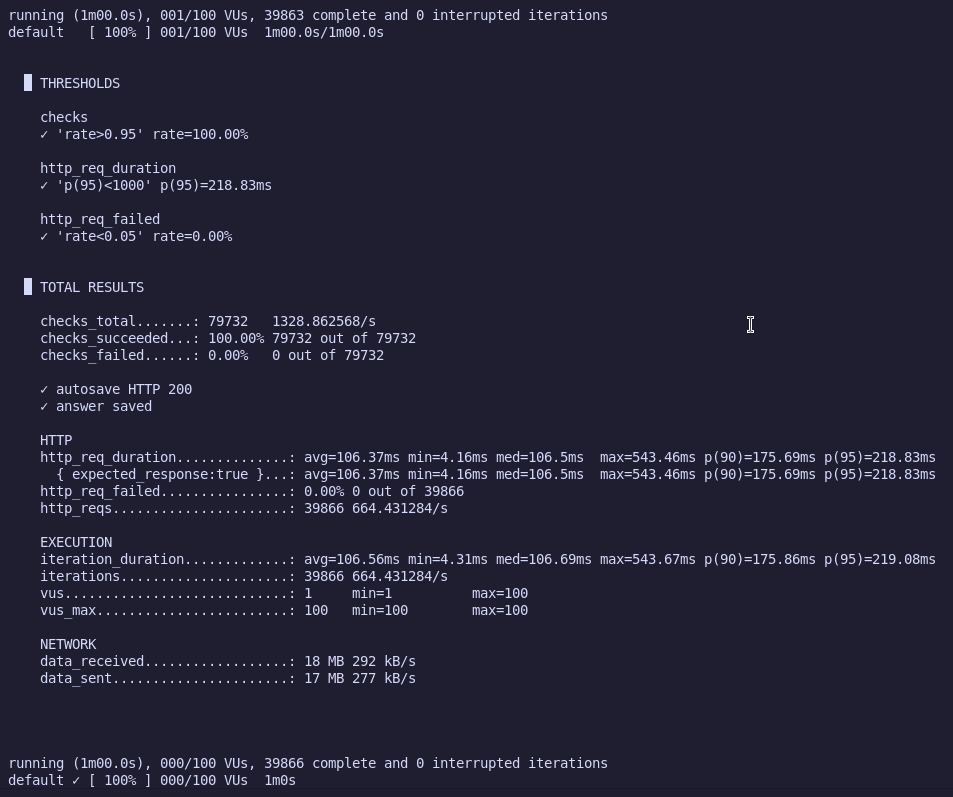 running (1m00.0s), 001/100 VUs, 39863 complete and 0 interrupted iterations
default   [ 100% ] 001/100 VUs  1m00.0s/1m00.0s
█ THRESHOLDS
checks
✓ 'rate>0.95' rate=100.00%
http_req_duration
✓ 'p(95)<1000' p(95)=218.83ms
http_req_failed
✓ 'rate<0.05' rate=0.00%
█ TOTAL RESULTS
checks_total.......: 79732   1328.862568/s
checks_succeeded...: 100.00% 79732 out of 79732
checks_failed......: 0.00%   0 out of 79732
✓ autosave HTTP 200
✓ answer saved
HTTP
http_req_duration..............: avg=106.37ms min=4.16ms med=106.5ms  max=543.46ms p(90)=175.69ms p(95)=218.83ms
{ expected_response:true }...: avg=106.37ms min=4.16ms med=106.5ms  max=543.46ms p(90)=175.69ms p(95)=218.83ms
http_req_failed................: 0.00% 0 out of 39866
http_reqs......................: 39866 664.431284/s
EXECUTION
iteration_duration.............: avg=106.56ms min=4.31ms med=106.69ms max=543.67ms p(90)=175.86ms p(95)=219.08ms
iterations.....................: 39866 664.431284/s
vus............................: 1     min=1          max=100
vus_max........................: 100   min=100        max=100
NETWORK
data_received..................: 18 MB 292 kB/s
data_sent......................: 17 MB 277 kB/s
running (1m00.0s), 000/100 VUs, 39866 complete and 0 interrupted iterations
default ✓ [ 100% ] 000/100 VUs  1m0s